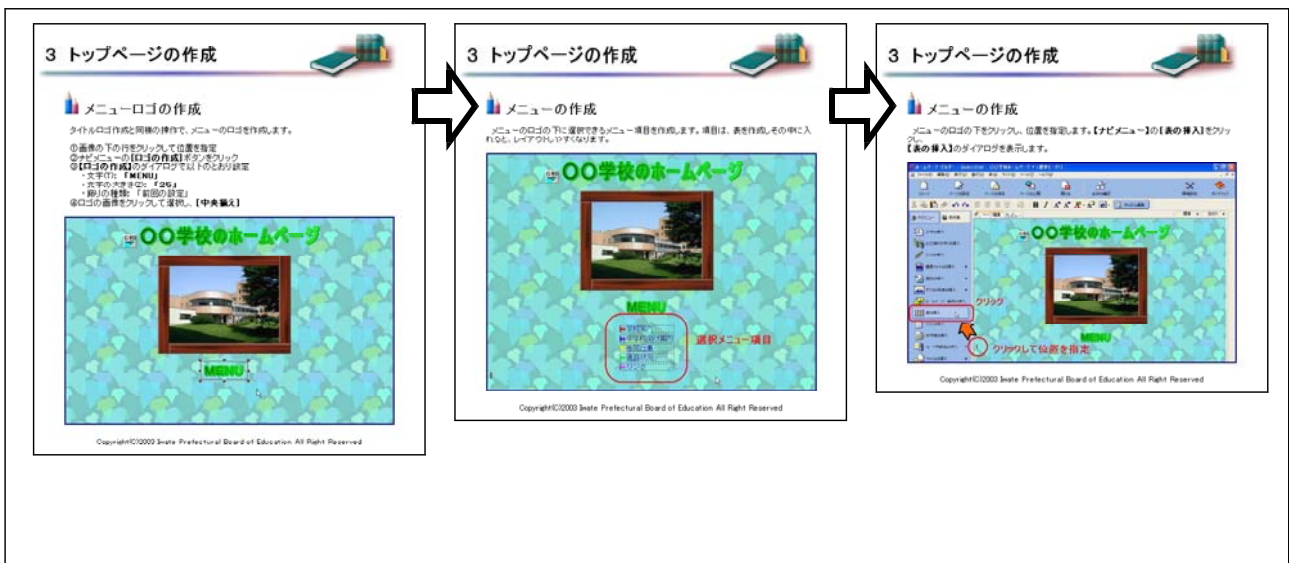 3 トップページの作成
メニューロゴの作成
タイトルロゴ作成と同様の操作で、メニューのロゴを作成します。
①画像の下の行をクリックして位置を指定
②ナビメニューの【ロゴの作成】ボタンをクリック
③【ロゴの作成】のダイアログで以下のとおり設定
・文字(T): 「MENU」
・文字の大きさ(Z): 「25」
・飾りの種類: 「前回の設定」
④ロゴの画像をクリックして選択し、【中央揃え】
〇〇学校のホームページ
MENU
Copyright(C)2003 Iwate Prefectural Board of Education All Right Reserved
3 トップページの作成
メニューの作成
メニューのロゴの下に選択できるメニュー項目を作成します。項目は、表を作成しその中に入
れると、レイアウトしやすくなります。
〇〇学校のホームページ
MENU
選択メニュー項目
Copyright(C)2003 Iwate Prefectural Board of Education All Right Reserved
3 トップページの作成
メニューの作成
メニューのロゴの下をクリックし、位置を指定します。【ナビメニュー】の【表の挿入】をクリッ
クし、
【表の挿入】のダイアログを表示します。
〇〇学校のホームページ
クリック
MENU
クリックして位置を指定
Copyright(C)2003 Iwate Prefectural Board of Education All Right Reserved